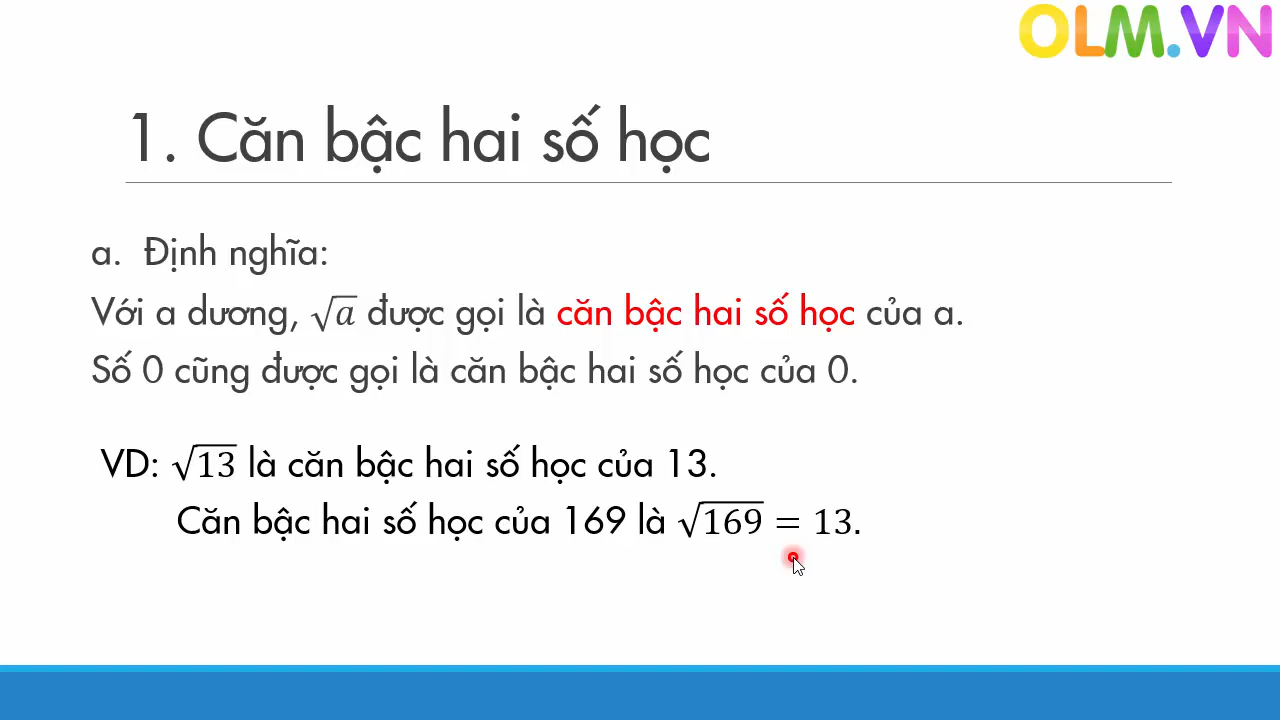 OLM.VN
1. Căn bậc hai số học
a. Định nghĩa:
Với a dương, √a được gọi là căn bậc hai số học của a.
Số 0 cũng được gọi là căn bậc hai số học của 0.
VD: √13 là căn bậc hai số học của 13.
Căn bậc hai số học của 169 là √169 = 13.